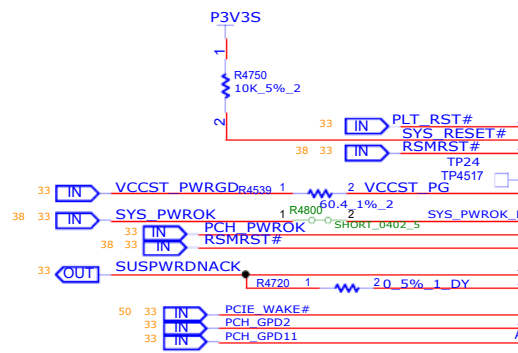 P3V3S
1
R4750
10K_5%_2
2
33 IN PLT_RST#
SYS_RESET#
38 33 IN RSMRST#
TP24
TP4517
33 IN VCCST_PWRGD R4539 1 2 VCCST_PG
60.4_1%_2
38 33 IN SYS_PWROK 1 R4800 2 SYS_PWROK_
SHORT_0402_5
33 IN PCH_PWROK
38 33 IN RSMRST#
33 OUT SUSPWRDNACK
R4720 1 2 0_5%_1_DY
50 33 IN PCIE_WAKE#
33 IN PCH_GPD2
33 IN PCH_GPD11